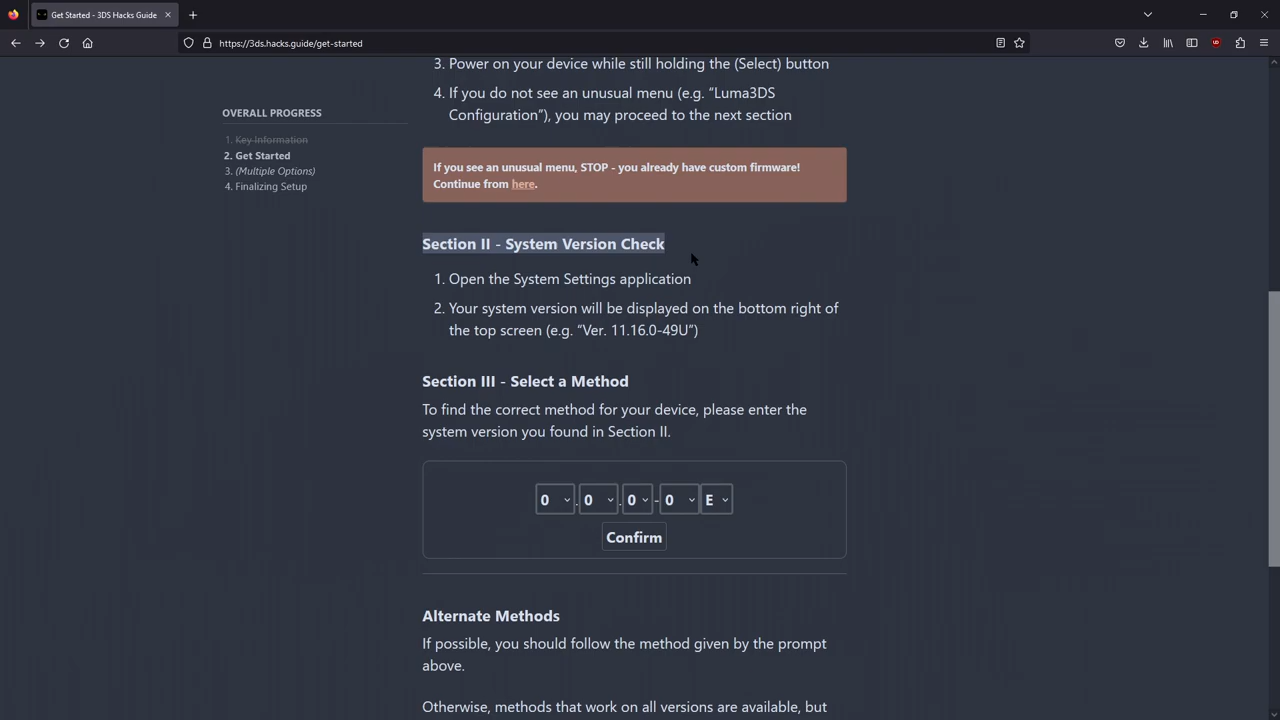 Get Started - 3DS Hacks Guide
https://3ds.hacks.guide/get-started
OVERALL PROGRESS
1. Key Information
2. Get Started
3. (Multiple Options)
4. Finalizing Setup
3. Power on your device while still holding the (Select) button
4. If you do not see an unusual menu (e.g. “Luma3DS
Configuration”), you may proceed to the next section
If you see an unusual menu, STOP - you already have custom firmware!
Continue from here.
Section II - System Version Check
1. Open the System Settings application
2. Your system version will be displayed on the bottom right of
the top screen (e.g. “Ver. 11.16.0-49U”)
Section III - Select a Method
To find the correct method for your device, please enter the
system version you found in Section II.
0 . 0 . 0 - 0 E
Confirm
Alternate Methods
If possible, you should follow the method given by the prompt
above.
Otherwise, methods that work on all versions are available, but